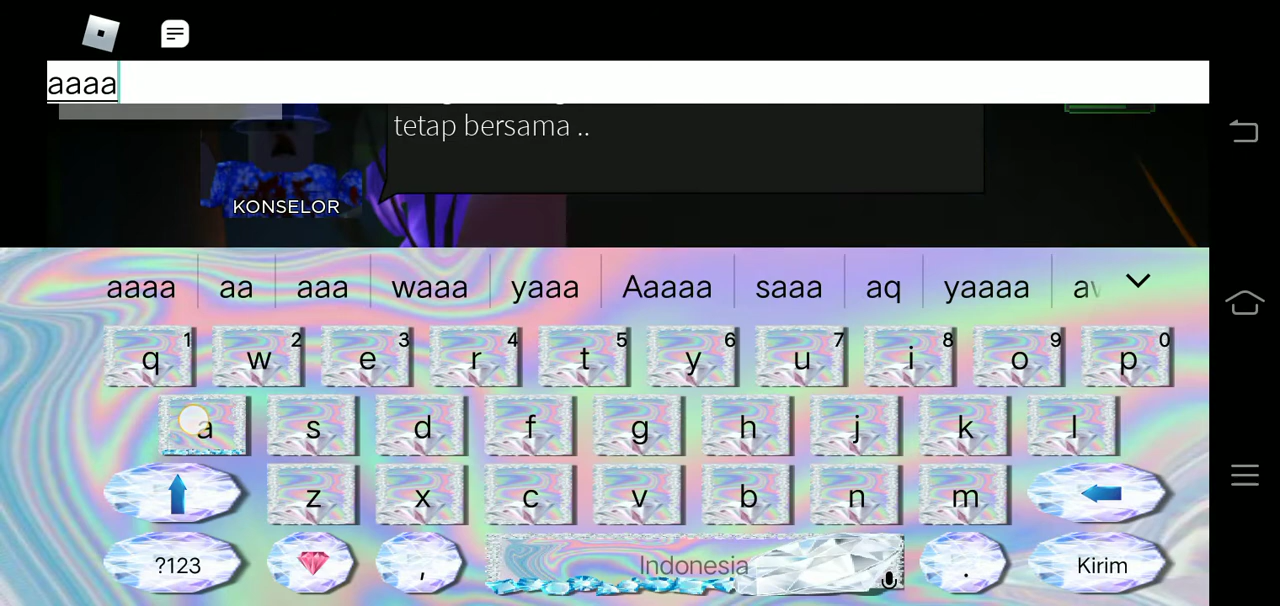 aaaa
tetap bersama ..
KONSELOR
aaaa aa aaa waaa yaaa Aaaaa saaa aq yaaaa
q 1 w 2 e 3 r 4 t 5 y 6 u 7 i 8 o 9 p 0
a s d f g h j k l
z x c v b n m
?123 , Indonesia . Kirim